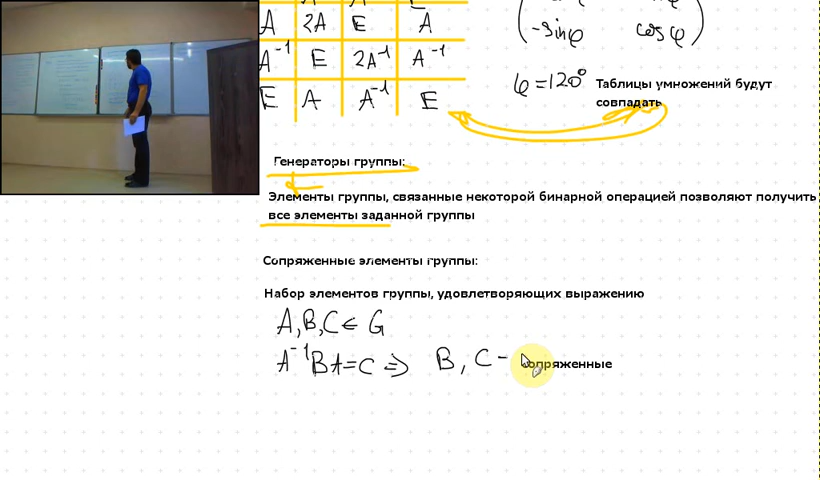 A 2A E A
-sinφ cosφ
A⁻¹ E 2A⁻¹ A⁻¹
φ=120°
Таблицы умножений будут
совпадать
E A A⁻¹ E
Генераторы группы:
Элементы группы, связанные некоторой бинарной операцией позволяют получить
все элементы заданной группы
Сопряженные элементы группы:
Набор элементов группы, удовлетворяющих выражению
A,B,C ∈ G
A⁻¹BA=C => B, C - сопряженные